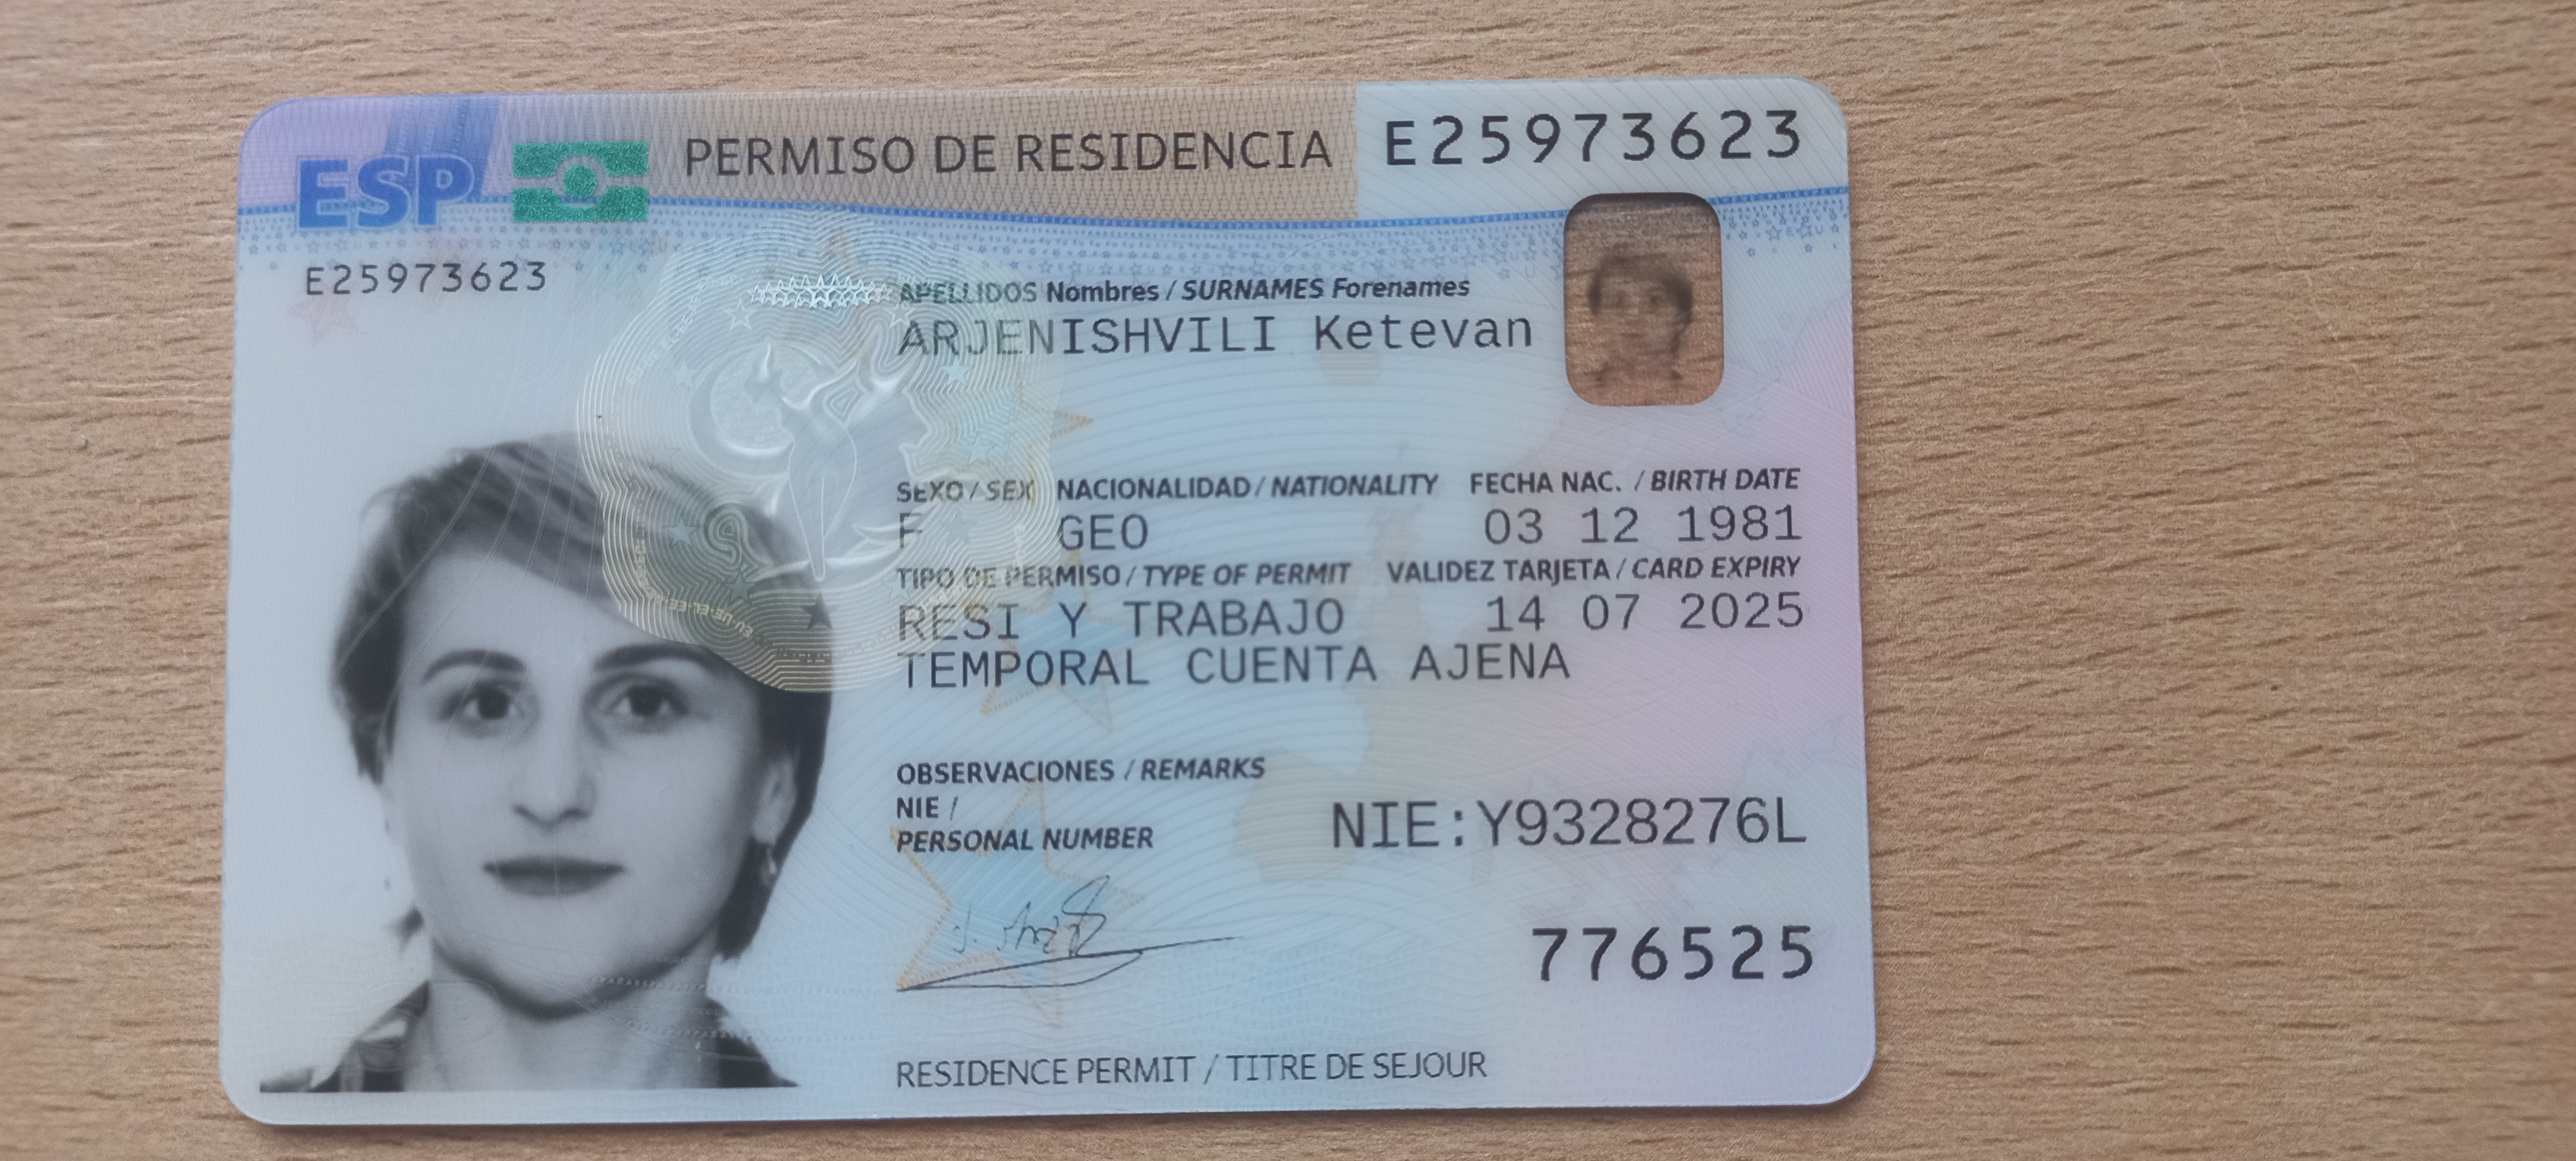 ESP PERMISO DE RESIDENCIA E25973623
E25973623
APELLIDOS Nombres / SURNAMES Forenames
ARJENISHVILI Ketevan
SEXO / SEX NACIONALIDAD / NATIONALITY FECHA NAC. / BIRTH DATE
F GEO 03 12 1981
TIPO DE PERMISO / TYPE OF PERMIT VALIDEZ TARJETA / CARD EXPIRY
RESI Y TRABAJO 14 07 2025
TEMPORAL CUENTA AJENA
OBSERVACIONES / REMARKS
NIE /
PERSONAL NUMBER NIE:Y9328276L
776525
RESIDENCE PERMIT / TITRE DE SEJOUR